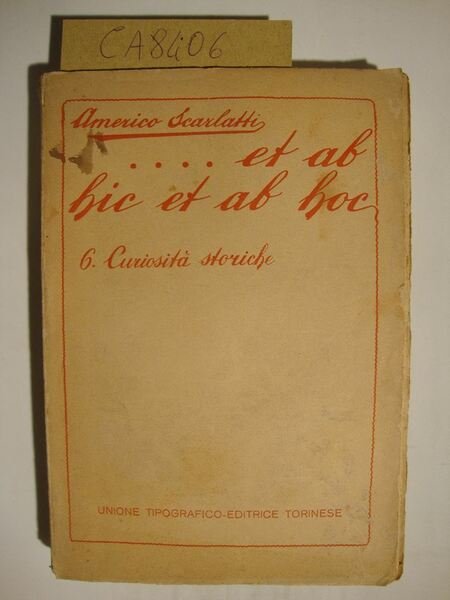 CA8406
Americo Scarlatti
.... et ab
hic et ab hoc
6. Curiosità storiche
UNIONE TIPOGRAFICO-EDITRICE TORINESE